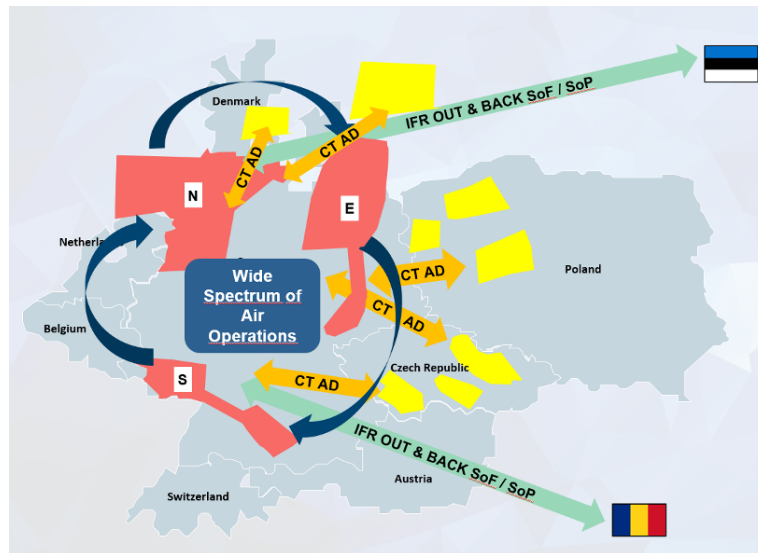 Denmark
IFR OUT & BACK SoF / SoP
CT AD
CT AD
N
E
Wide
Spectrum of
Air
Operations
CT AD
Poland
CT AD
Belgium
Czech Republic
S
CT AD
IFR OUT & BACK SoF / SoP
Austria
Switzerland